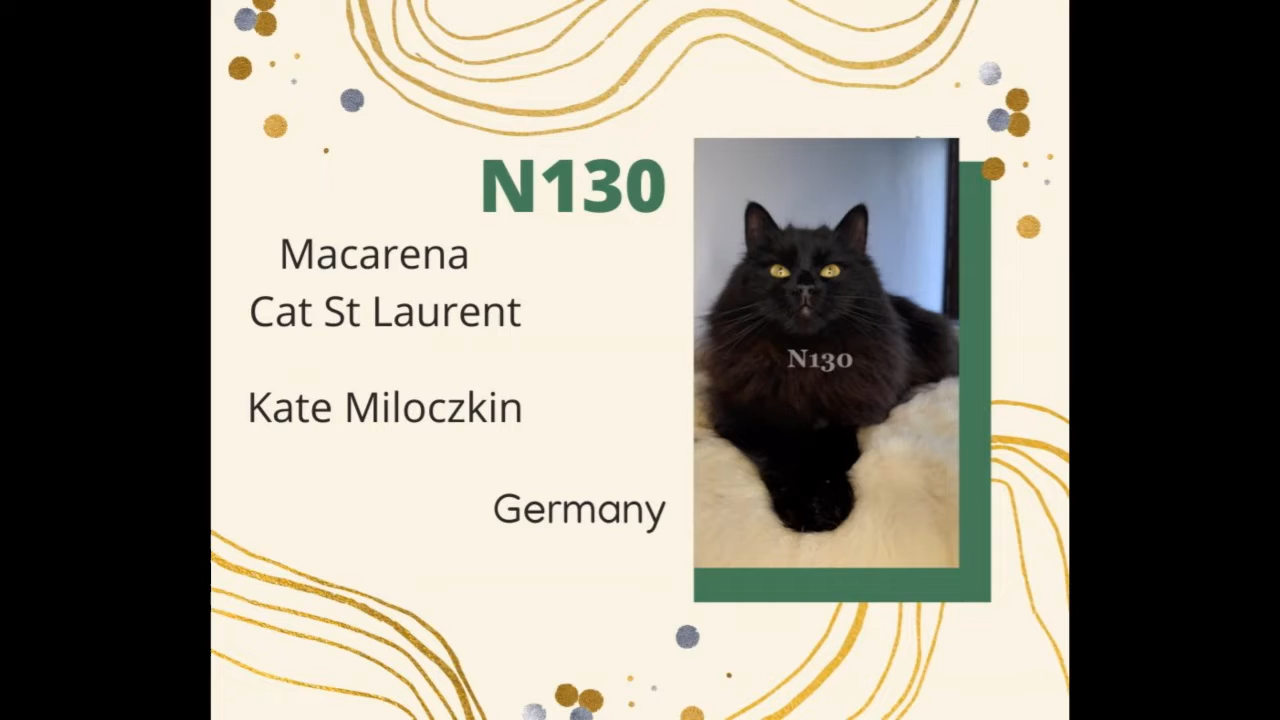 N130
Macarena
Cat St Laurent
Kate Miloczkin
Germany
N130